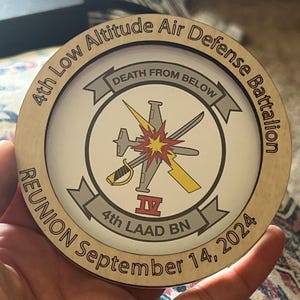 4th Low Altitude Air Defense Battalion
DEATH FROM BELOW
IV
4th LAAD BN
REUNION September 14, 2024